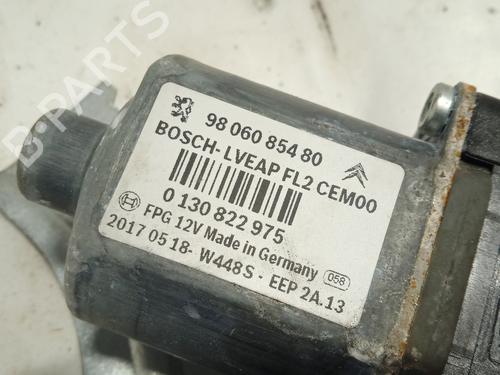 B-PARTS
98 060 854 80
BOSCH-LVEAP FL2 CEM00
0 130 822 975
FPG 12V Made in Germany
2017 05 18- W448S - EEP 2A.13
058